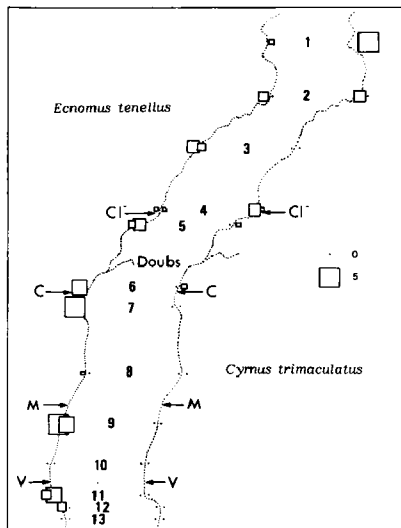 1
2
Ecnomus tenellus
3
Cl⁻ 4 Cl⁻
5
Doubs
0
6
5
C C
7
8
Cyrnus trimaculatus
M M
9
10
V V
11
12
13